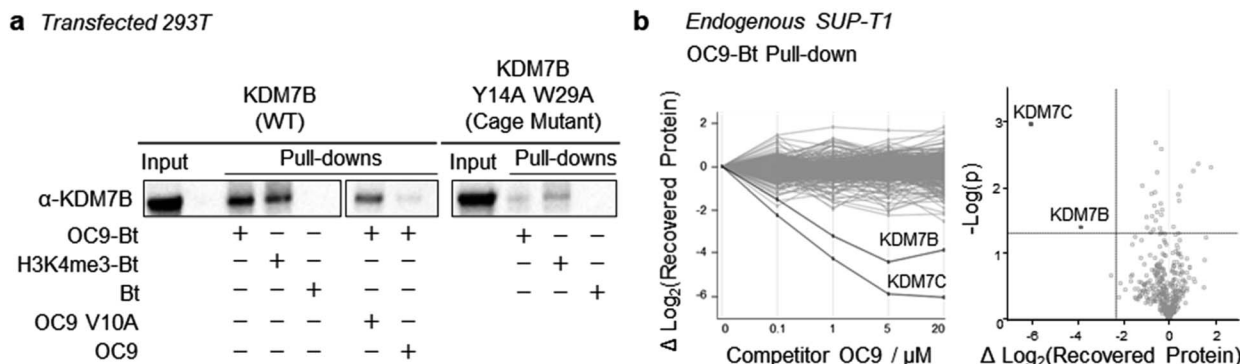 a Transfected 293T
KDM7B
(WT)
KDM7B
Y14A W29A
(Cage Mutant)
Input Pull-downs Input Pull-downs
α-KDM7B
OC9-Bt + – – + + + – –
H3K4me3-Bt – + – – – – + –
Bt – – + – – – – +
OC9 V10A – – – + –
OC9 – – – – +
b Endogenous SUP-T1
OC9-Bt Pull-down
Δ Log2(Recovered Protein)
2
0
-2
-4
-6
KDM7B
KDM7C
0 0.1 1 5 20
Competitor OC9 / μM
-Log(p)
3
2
1
0
KDM7C
KDM7B
-6 -4 -2 0 2
Δ Log2(Recovered Protein)